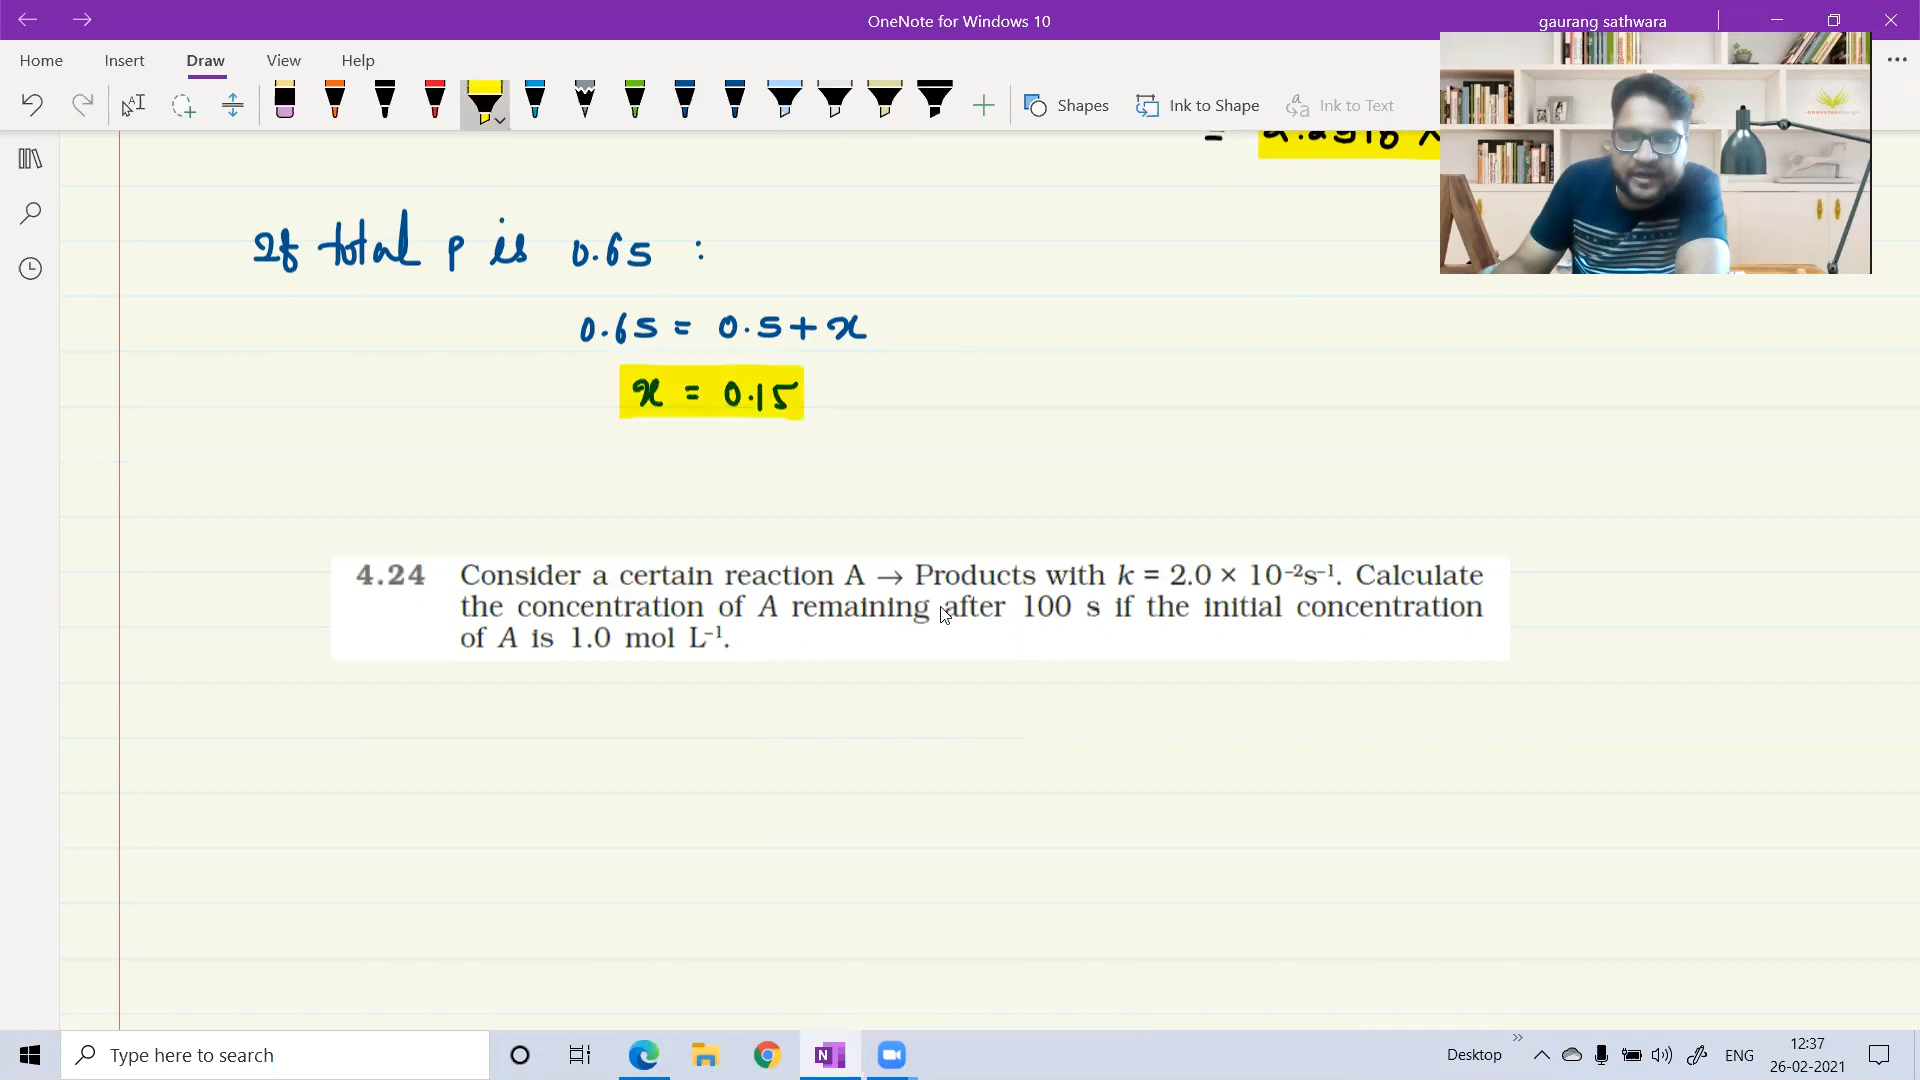 OneNote for Windows 10
gaurang sathwara
Home Insert Draw View Help
Shapes
Ink to Shape
Ink to Text
If total P is 0.65 :
0.65 = 0.5 + x
x = 0.15
4.24 Consider a certain reaction A → Products with k = 2.0 × 10⁻²s⁻¹. Calculate
the concentration of A remaining after 100 s if the initial concentration
of A is 1.0 mol L⁻¹.
Type here to search
Desktop
ENG
12:37
26-02-2021